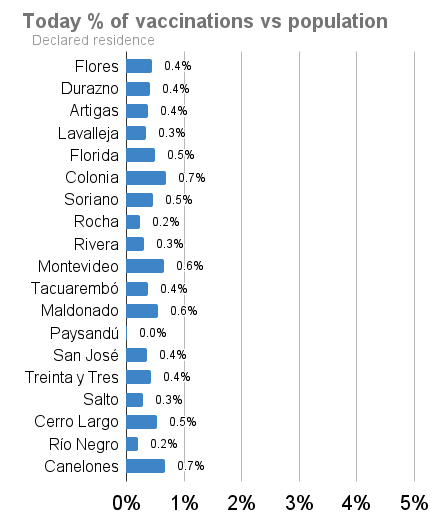 Today % of vaccinations vs population
Declared residence
Flores 0.4%
Durazno 0.4%
Artigas 0.4%
Lavalleja 0.3%
Florida 0.5%
Colonia 0.7%
Soriano 0.5%
Rocha 0.2%
Rivera 0.3%
Montevideo 0.6%
Tacuarembó 0.4%
Maldonado 0.6%
Paysandú 0.0%
San José 0.4%
Treinta y Tres 0.4%
Salto 0.3%
Cerro Largo 0.5%
Río Negro 0.2%
Canelones 0.7%
0% 1% 2% 3% 4% 5%